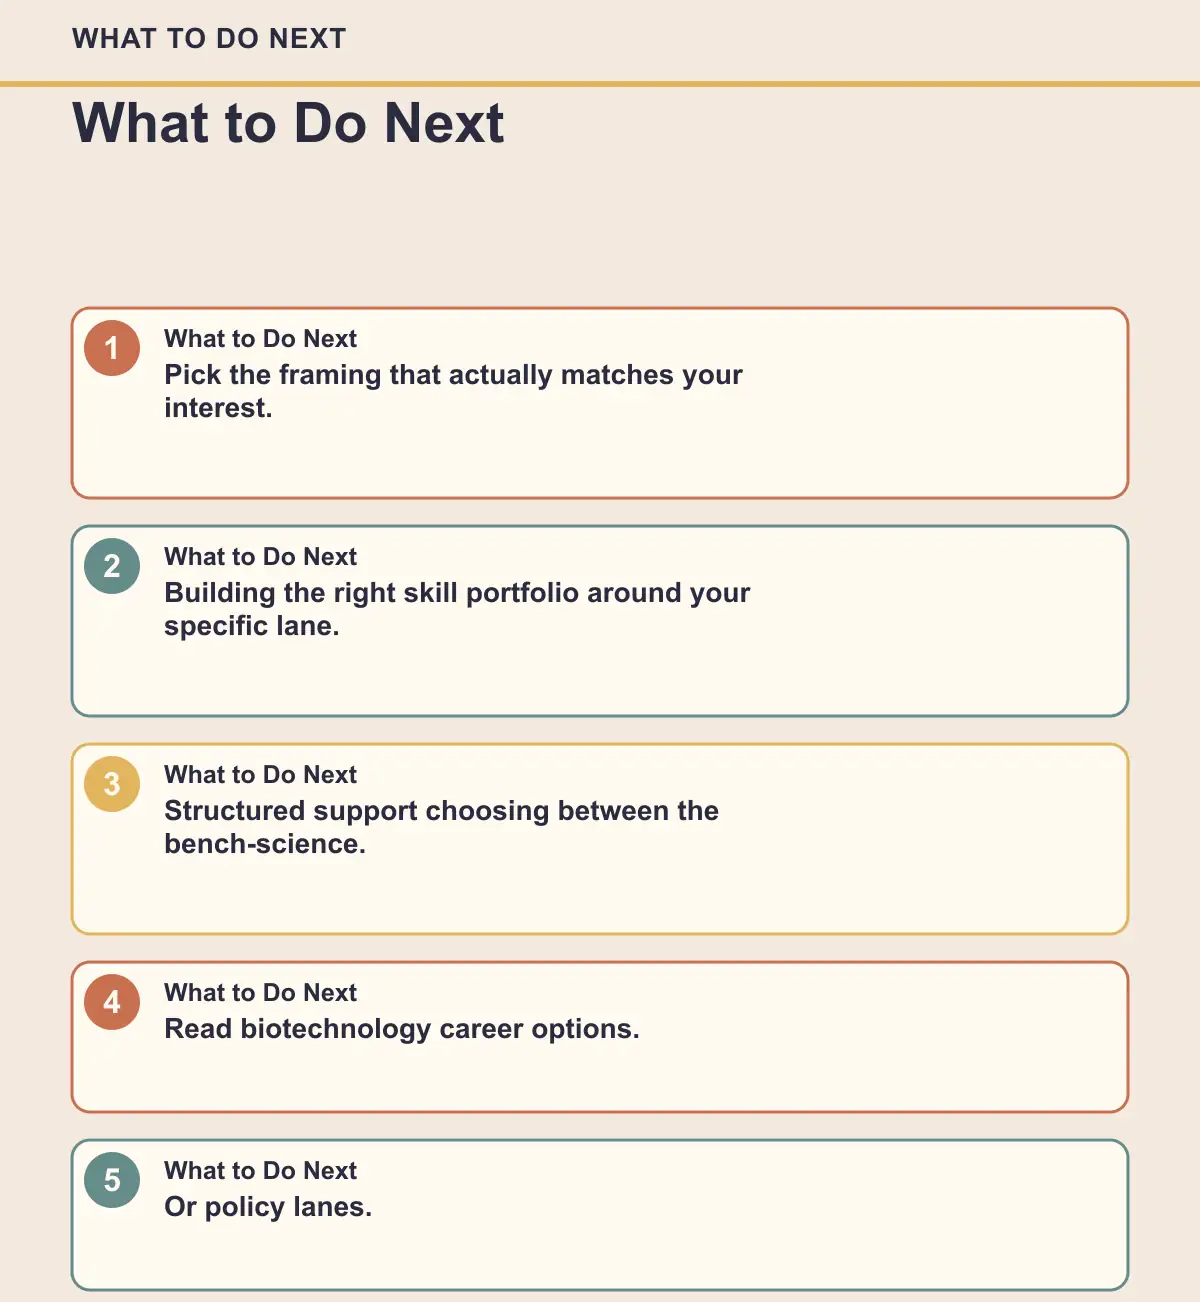 WHAT TO DO NEXT
What to Do Next
1
What to Do Next
Pick the framing that actually matches your
interest.
2
What to Do Next
Building the right skill portfolio around your
specific lane.
3
What to Do Next
Structured support choosing between the
bench-science.
4
What to Do Next
Read biotechnology career options.
5
What to Do Next
Or policy lanes.